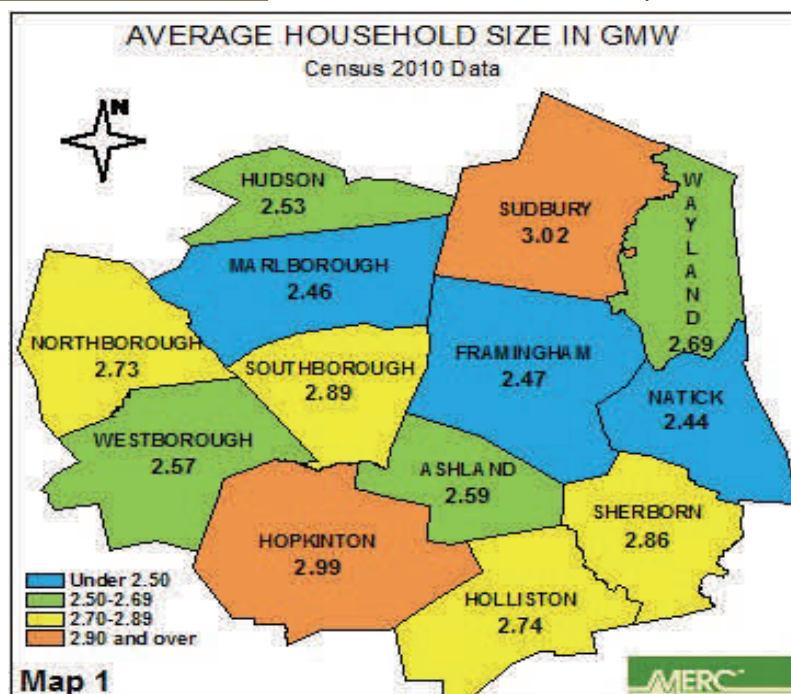 AVERAGE HOUSEHOLD SIZE IN GMW
Census 2010 Data
N
HUDSON
2.53
SUDBURY
3.02
WAYLAND
2.69
MARLBOROUGH
2.46
NORTHBOROUGH
2.73
SOUTHBOROUGH
2.89
FRAMINGHAM
2.47
NATICK
2.44
WESTBOROUGH
2.57
ASHLAND
2.59
SHERBORN
2.86
HOPKINTON
2.99
HOLLISTON
2.74
Under 2.50
2.50-2.69
2.70-2.89
2.90 and over
Map 1
MERC